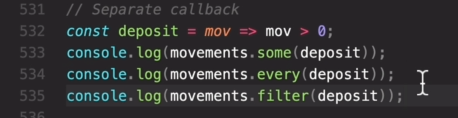 531 // Separate callback
532 const deposit = mov => mov > 0;
533 console.log(movements.some(deposit));
534 console.log(movements.every(deposit));
535 console.log(movements.filter(deposit));
536